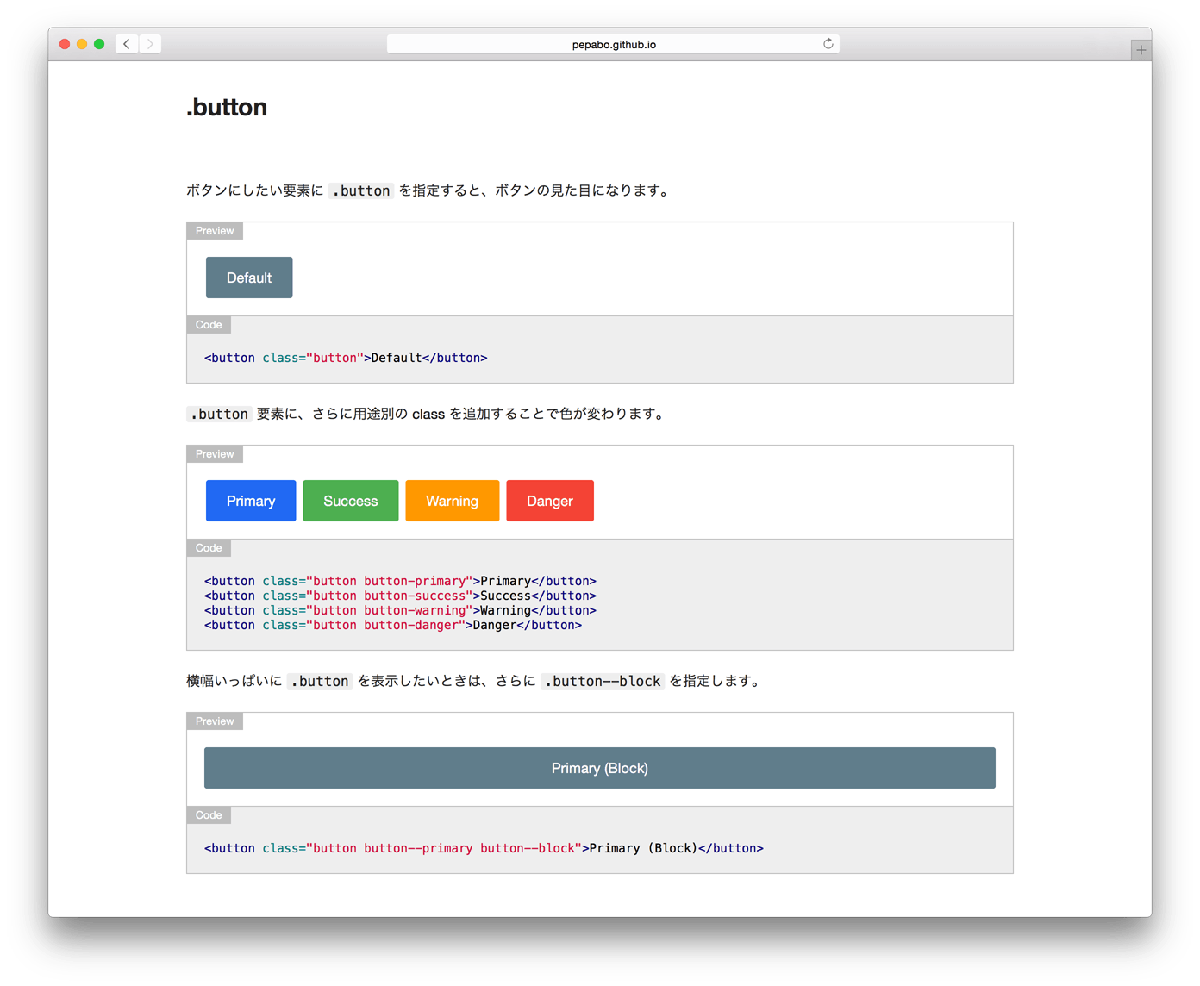 pepabo.github.io
.button
ボタンにしたい要素に .button を指定すると、ボタンの見た目になります。
Preview
Default
Code
<button class="button">Default</button>
.button 要素に、さらに用途別の class を追加することで色が変わります。
Preview
Primary Success Warning Danger
Code
<button class="button button-primary">Primary</button>
<button class="button button-success">Success</button>
<button class="button button-warning">Warning</button>
<button class="button button-danger">Danger</button>
横幅いっぱいに .button を表示したいときは、さらに .button--block を指定します。
Preview
Primary (Block)
Code
<button class="button button--primary button--block">Primary (Block)</button>